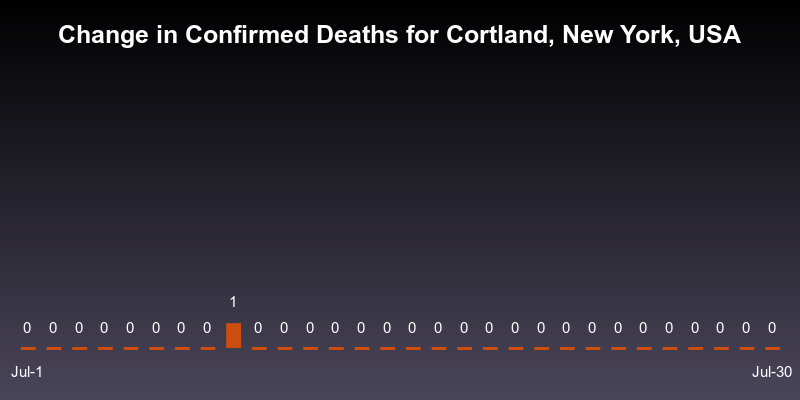 Change in Confirmed Deaths for Cortland, New York, USA
1
0 0 0 0 0 0 0 0 0 0 0 0 0 0 0 0 0 0 0 0 0 0 0 0 0 0 0 0 0
Jul-1 Jul-30